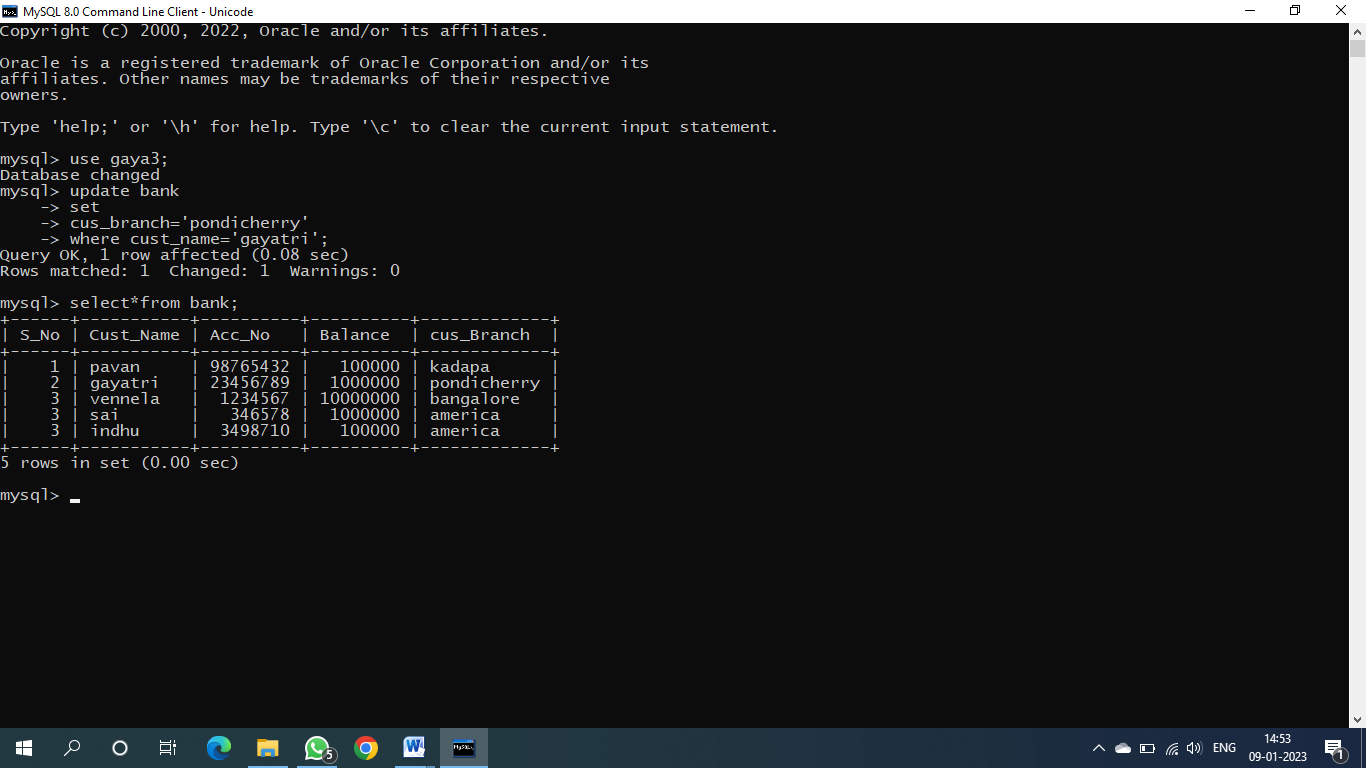 MySQL 8.0 Command Line Client - Unicode
Copyright (c) 2000, 2022, Oracle and/or its affiliates.
Oracle is a registered trademark of Oracle Corporation and/or its
affiliates. Other names may be trademarks of their respective
owners.
Type 'help;' or '\h' for help. Type '\c' to clear the current input statement.
mysql> use gaya3;
Database changed
mysql> update bank
    -> set
    -> cus_branch='pondicherry'
    -> where cust_name='gayatri';
Query OK, 1 row affected (0.08 sec)
Rows matched: 1  Changed: 1  Warnings: 0
mysql> select*from bank;
+------+-----------+----------+----------+-------------+
| S_No | Cust_Name | Acc_No   | Balance  | cus_Branch  |
+------+-----------+----------+----------+-------------+
|    1 | pavan     | 98765432 |   100000 | kadapa      |
|    2 | gayatri   | 23456789 |  1000000 | pondicherry |
|    3 | vennela   |  1234567 | 10000000 | bangalore   |
|    3 | sai       |   346578 |  1000000 | america     |
|    3 | indhu     |  3498710 |   100000 | america     |
+------+-----------+----------+----------+-------------+
5 rows in set (0.00 sec)
mysql>
5
W
MySQL
ENG
14:53
09-01-2023
1